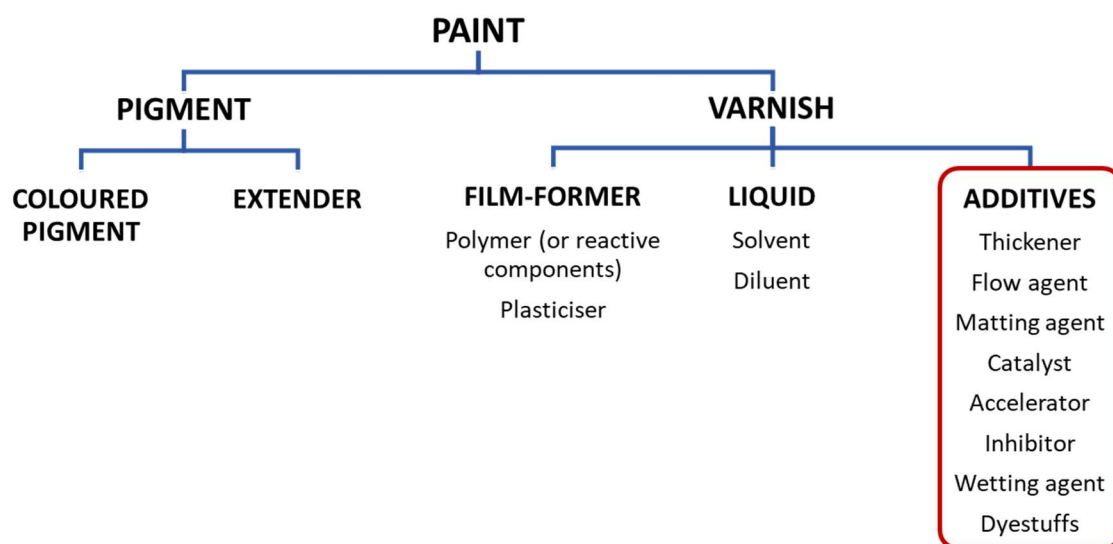 PAINT
PIGMENT
VARNISH
COLOURED
PIGMENT
EXTENDER
FILM-FORMER
Polymer (or reactive
components)
Plasticiser
LIQUID
Solvent
Diluent
ADDITIVES
Thickener
Flow agent
Matting agent
Catalyst
Accelerator
Inhibitor
Wetting agent
Dyestuffs